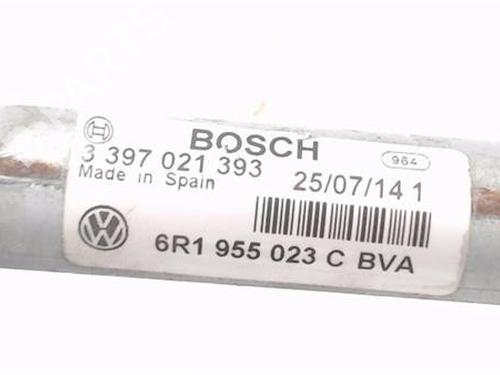 BOSCH
964
3 397 021 393
Made in Spain
25/07/14 1
6R1 955 023 C BVA